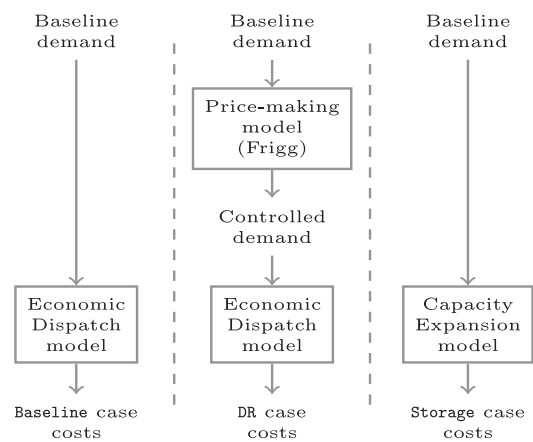 Baseline
demand
Economic
Dispatch
model
Baseline case
costs
Baseline
demand
Price-making
model
(Frigg)
Controlled
demand
Economic
Dispatch
model
DR case
costs
Baseline
demand
Capacity
Expansion
model
Storage case
costs